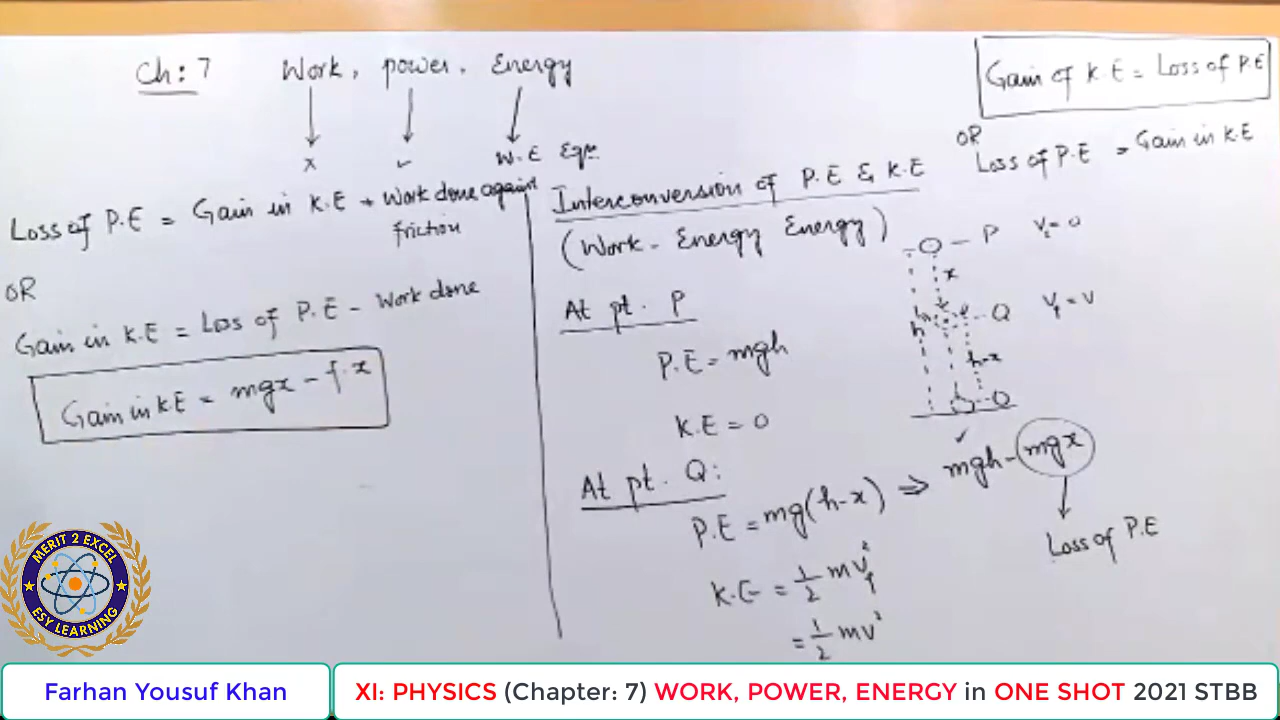 Ch: 7 Work, power, Energy
x ✓ W.E Eqn
Loss of P.E = Gain in K.E + Work done against
friction
OR
Gain in K.E = Loss of P.E - Work done
Gain in K.E = mgx - f.x
Gain of K.E = Loss of P.E
OR
Loss of P.E = Gain in K.E
Interconversion of P.E & K.E
(Work - Energy Energy)
At pt. P
P.E = mgh
K.E = 0
At pt. Q:
P.E = mg(h-x) ⇒ mgh - mgx
Loss of P.E
K.E = 1/2 mv_f²
= 1/2 mv²
P Vi = 0
x
Q Vf = V
h
h-x
O
MERIT 2 EXCEL
ESY LEARNING
Farhan Yousuf Khan
XI: PHYSICS (Chapter: 7) WORK, POWER, ENERGY in ONE SHOT 2021 STBB